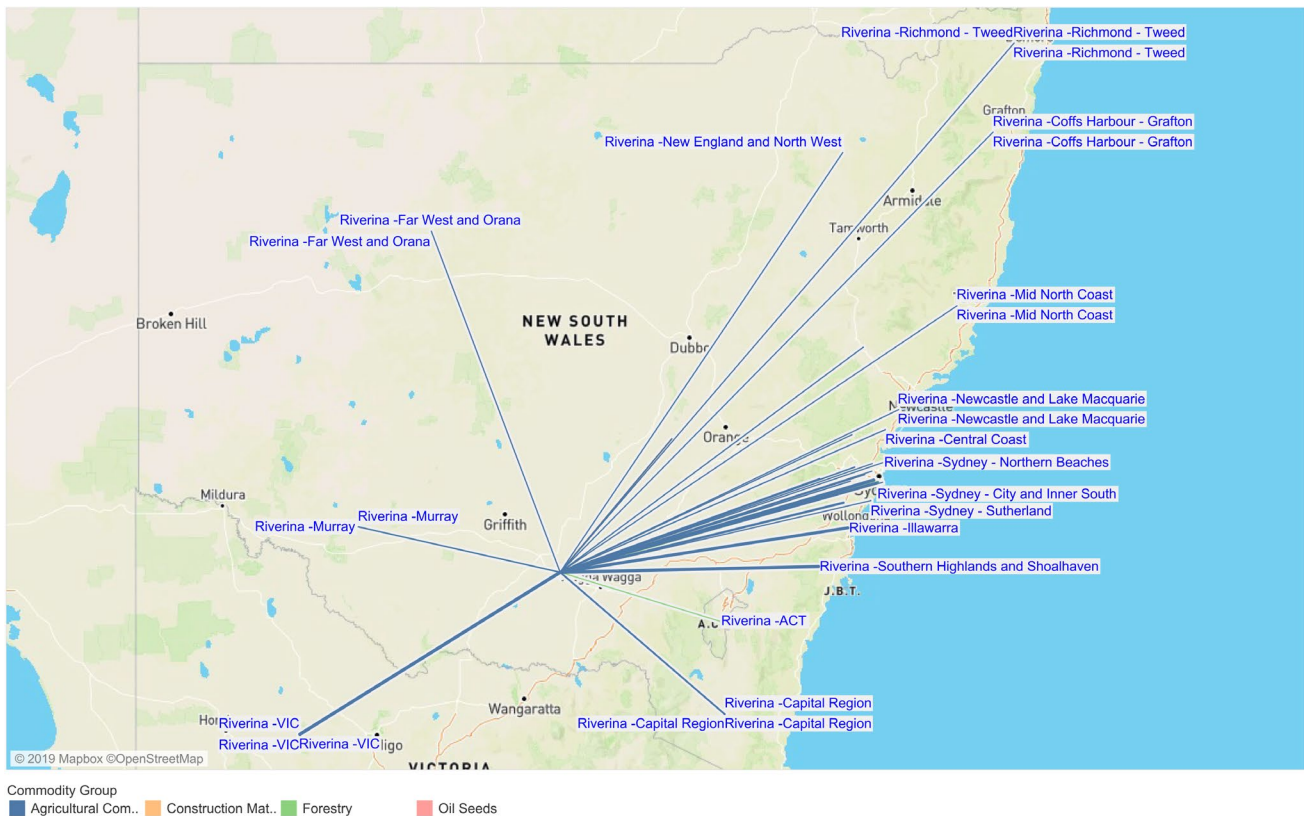 Riverina -Richmond - Tweed
Riverina -Richmond - Tweed
Riverina -Richmond - Tweed
Grafton
Riverina -Coffs Harbour - Grafton
Riverina -New England and North West
Riverina -Coffs Harbour - Grafton
Armidale
Riverina -Far West and Orana
Tamworth
Riverina -Far West and Orana
Riverina -Mid North Coast
Broken Hill
NEW SOUTH
WALES
Riverina -Mid North Coast
Dubbo
Riverina -Newcastle and Lake Macquarie
Newcastle
Riverina -Newcastle and Lake Macquarie
Orange
Riverina -Central Coast
Riverina -Sydney - Northern Beaches
Mildura
Riverina -Sydney - City and Inner South
Riverina -Murray
Riverina -Sydney - Sutherland
Riverina -Murray
Griffith
Riverina -Illawarra
Riverina -Southern Highlands and Shoalhaven
Wagga
J.B.T.
Riverina -ACT
Riverina -Capital Region
Wangaratta
Riverina -VIC
Riverina -Capital Region
Riverina -Capital Region
Riverina -VIC
Riverina -VIC
© 2019 Mapbox ©OpenStreetMap
VICTORIA
Commodity Group
Agricultural Com..
Construction Mat..
Forestry
Oil Seeds